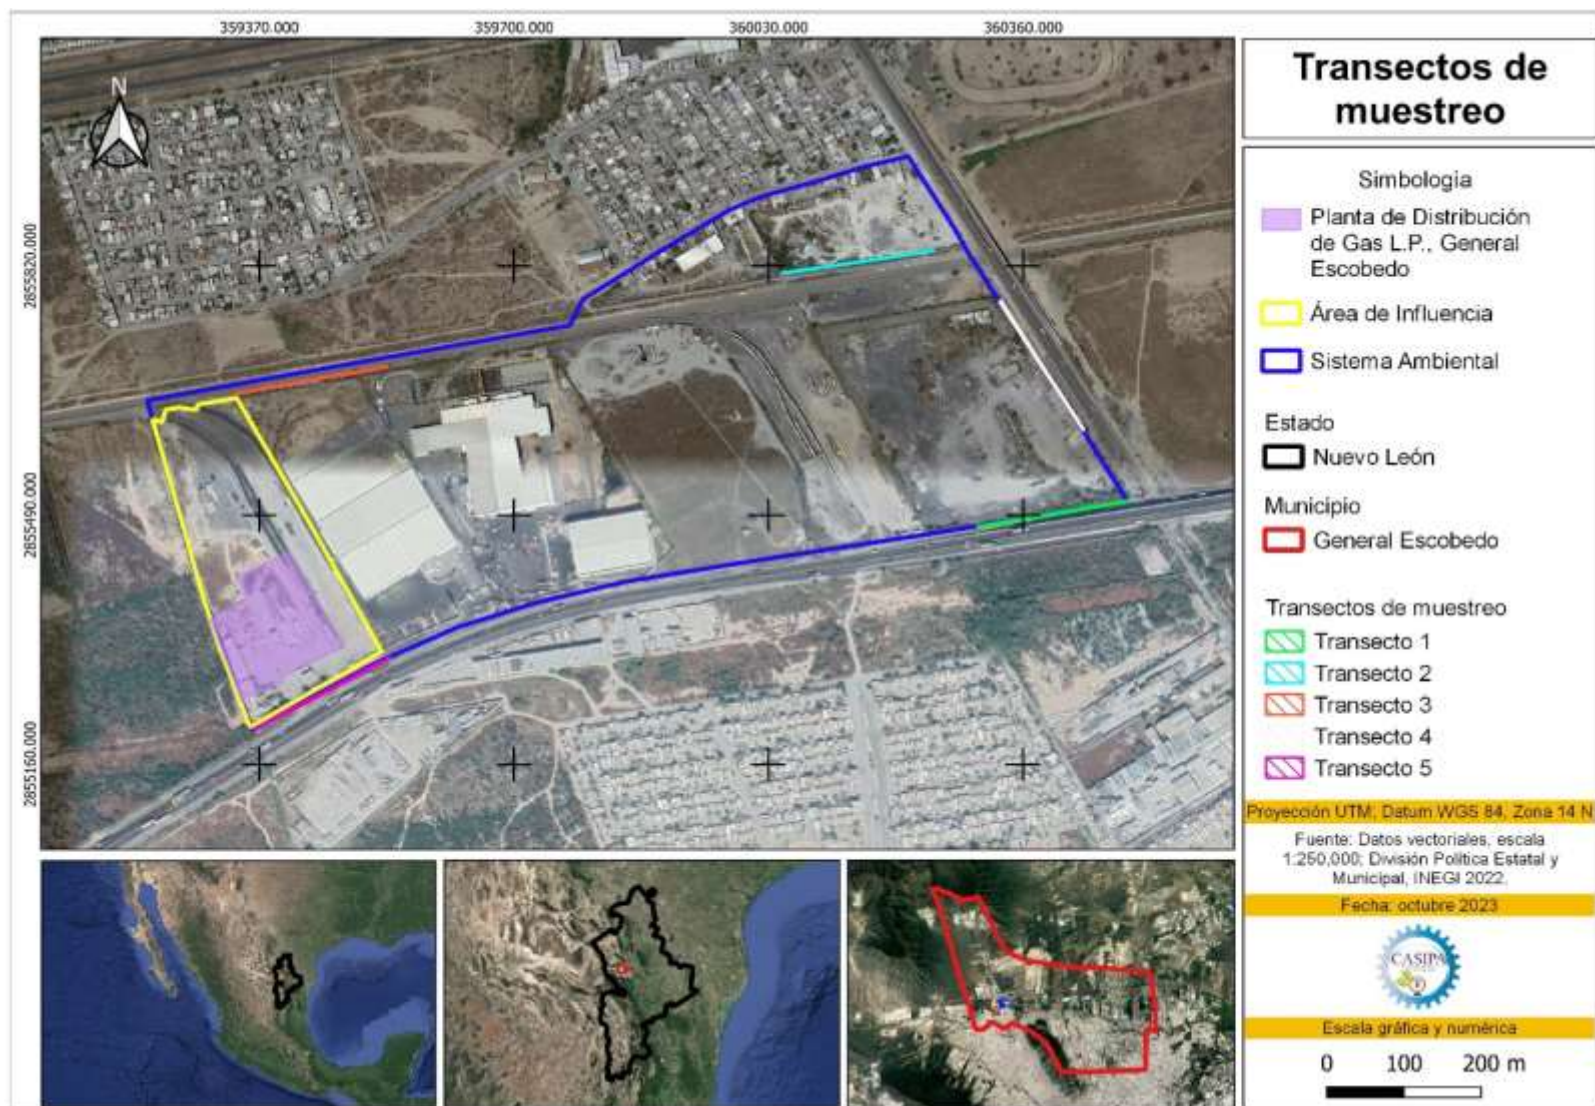 359370.000
359700.000
360030.000
360360.000
2855820.000
2855490.000
2855160.000
N
Transectos de
muestreo
Simbologia
Planta de Distribución
de Gas L.P., General
Escobedo
Área de Influencia
Sistema Ambiental
Estado
Nuevo León
Municipio
General Escobedo
Transectos de muestreo
Transecto 1
Transecto 2
Transecto 3
Transecto 4
Transecto 5
Proyección UTM; Datum WGS 84, Zona 14 N
Fuente: Datos vectoriales, escala
1:250,000; División Política Estatal y
Municipal, INEGI 2022.
Fecha: octubre 2023
CASIPA
Escala gráfica y numérica
0 100 200 m